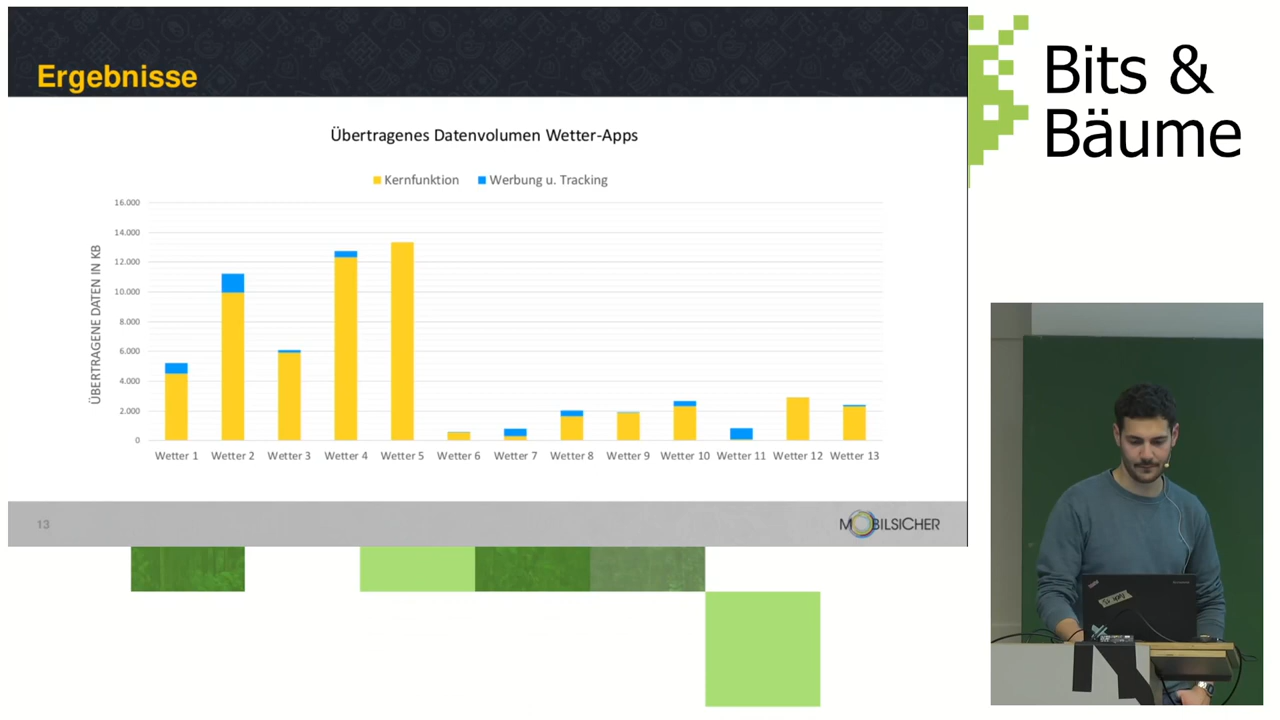 Ergebnisse
Übertragenes Datenvolumen Wetter-Apps
Kernfunktion Werbung u. Tracking
ÜBERTRAGENE DATEN IN KB
16.000
14.000
12.000
10.000
8.000
6.000
4.000
2.000
0
Wetter 1 Wetter 2 Wetter 3 Wetter 4 Wetter 5 Wetter 6 Wetter 7 Wetter 8 Wetter 9 Wetter 10 Wetter 11 Wetter 12 Wetter 13
13
MOBILSICHER
Bits &
Bäume